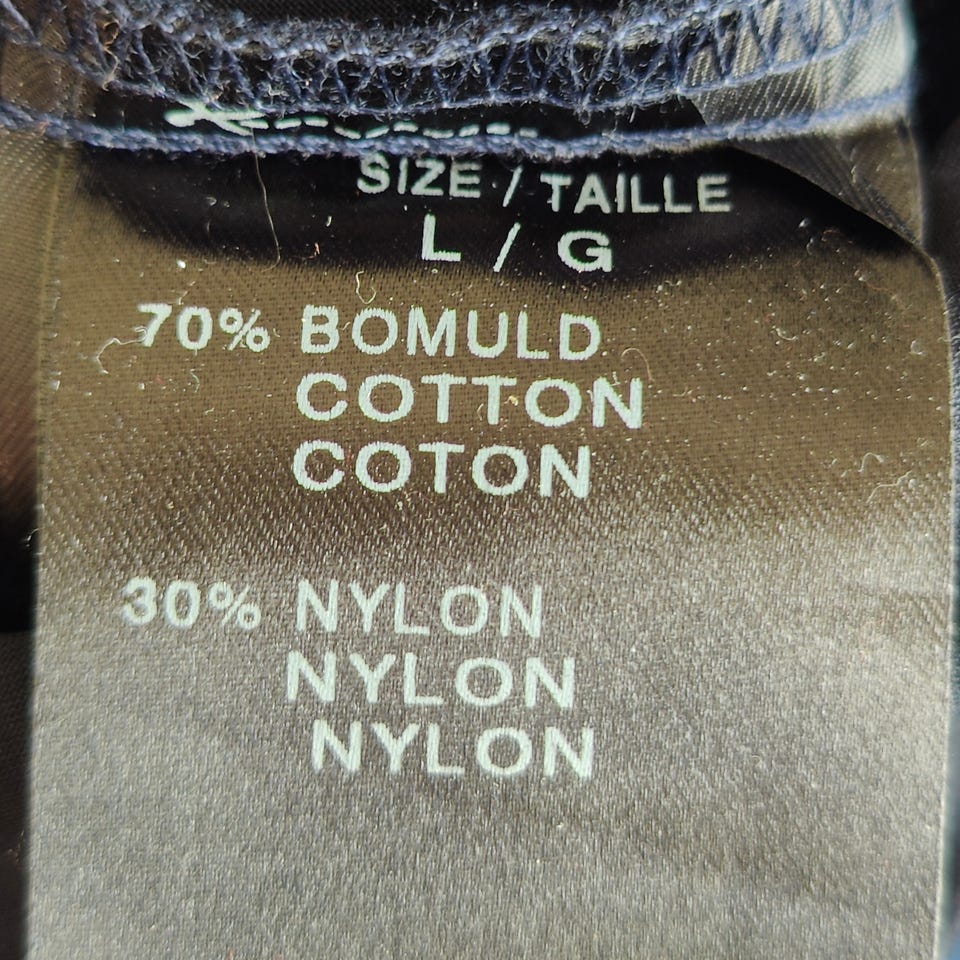 SIZE / TAILLE
L / G
70% BOMULD
COTTON
COTON
30% NYLON
NYLON
NYLON